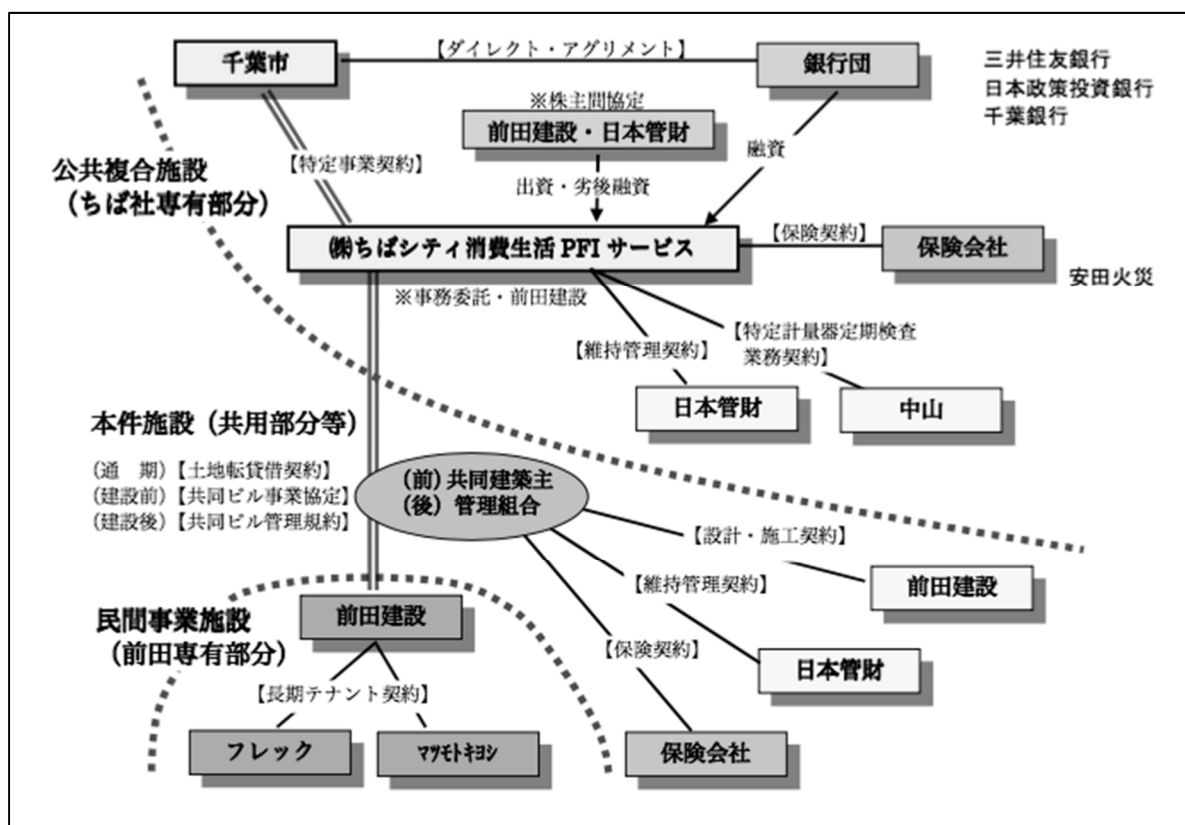 千葉市
【ダイレクト・アグリメント】
銀行団
三井住友銀行
日本政策投資銀行
千葉銀行
※株主間協定
前田建設・日本管財
融資
【特定事業契約】
出資・劣後融資
公共複合施設
（ちば社専有部分）
㈱ちばシティ消費生活 PFI サービス
【保険契約】
保険会社
安田火災
※事務委託・前田建設
【維持管理契約】
【特定計量器定期検査
業務契約】
日本管財
中山
本件施設（共用部分等）
（通　期）【土地転貸借契約】
（建設前）【共同ビル事業協定】
（建設後）【共同ビル管理規約】
（前）共同建築主
（後）管理組合
【設計・施工契約】
前田建設
【維持管理契約】
日本管財
【保険契約】
保険会社
民間事業施設
（前田専有部分）
前田建設
【長期テナント契約】
フレック
ﾏﾂﾓﾄｷﾖｼ